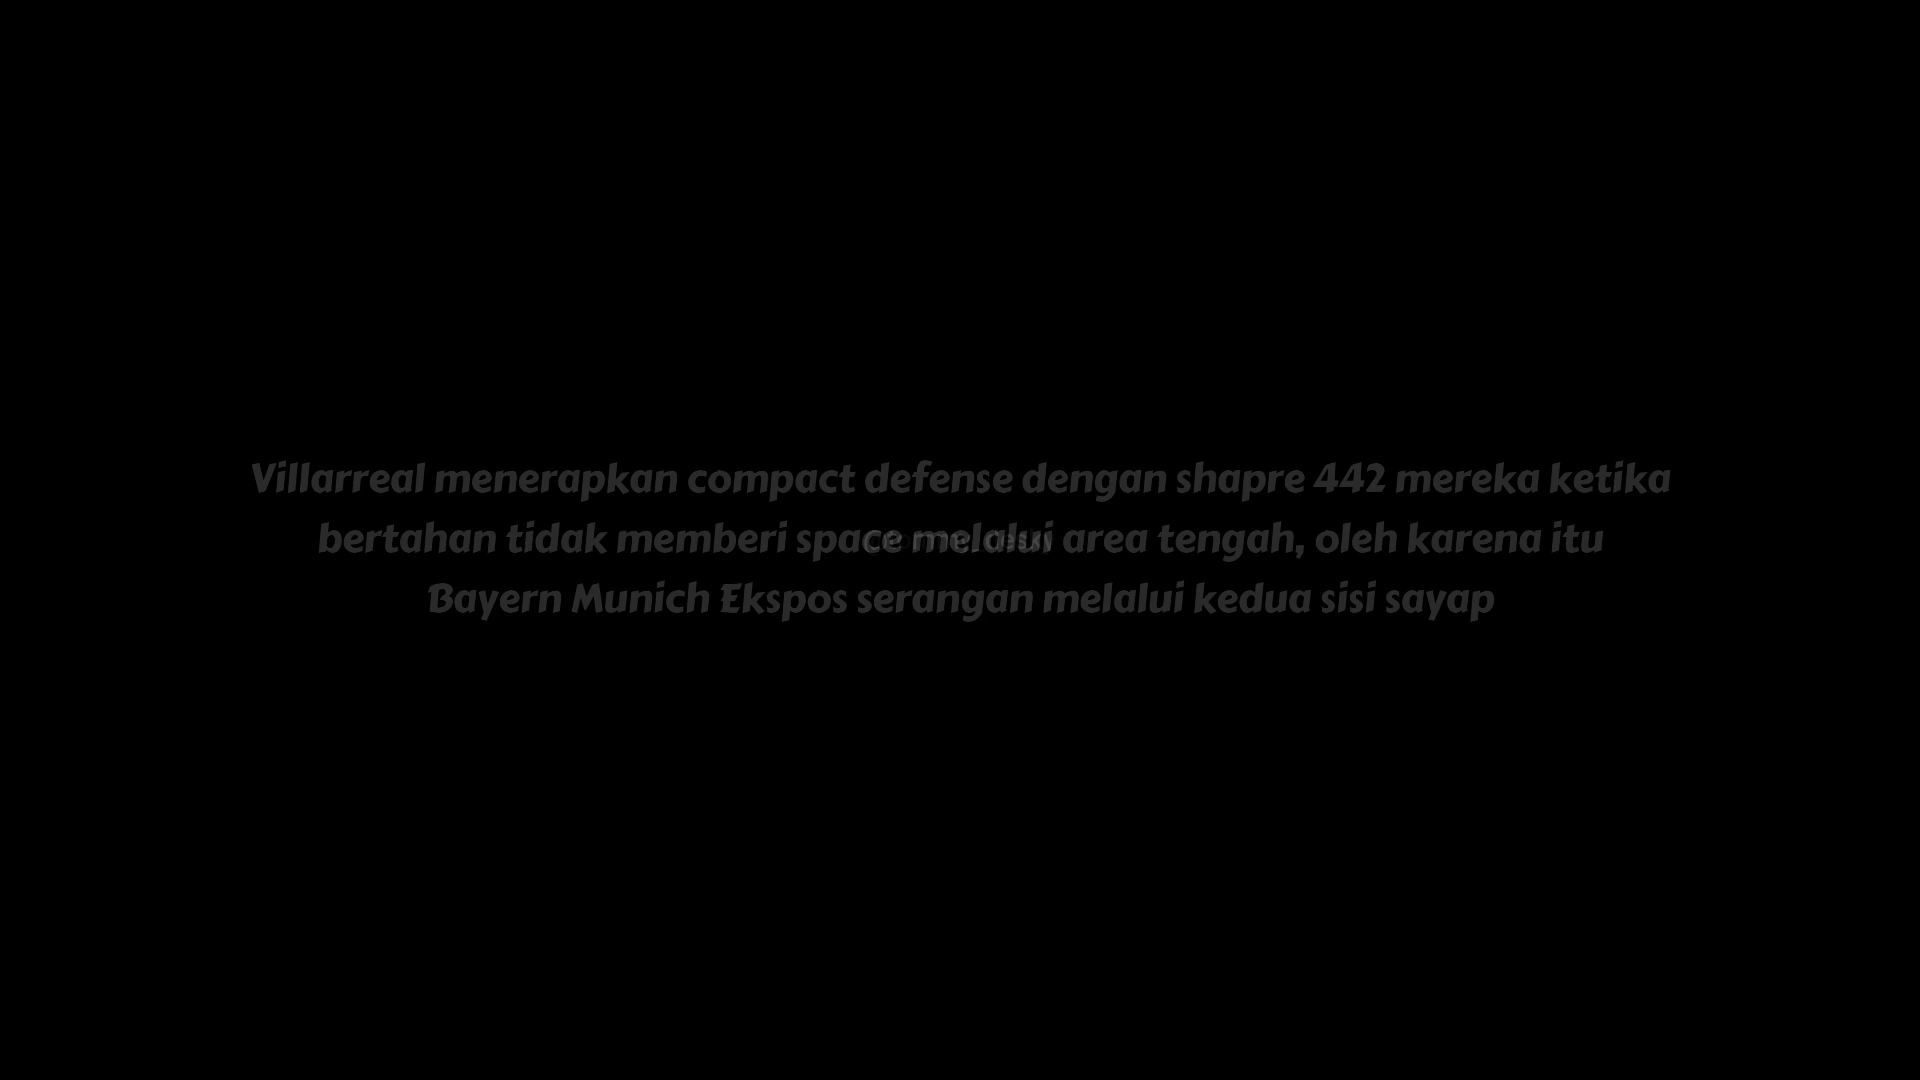 Villarreal menerapkan compact defense dengan shapre 442 mereka ketika
bertahan tidak memberi space melalui area tengah, oleh karena itu
Bayern Munich Ekspos serangan melalui kedua sisi sayap